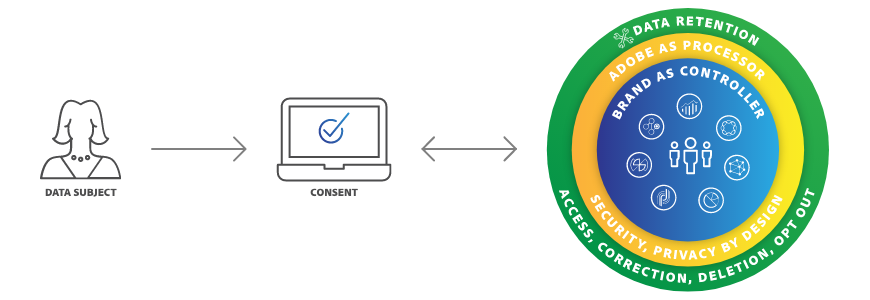 DATA SUBJECT
CONSENT
DATA RETENTION
ADOBE AS PROCESSOR
BRAND AS CONTROLLER
SECURITY, PRIVACY BY DESIGN
ACCESS, CORRECTION, DELETION, OPT OUT